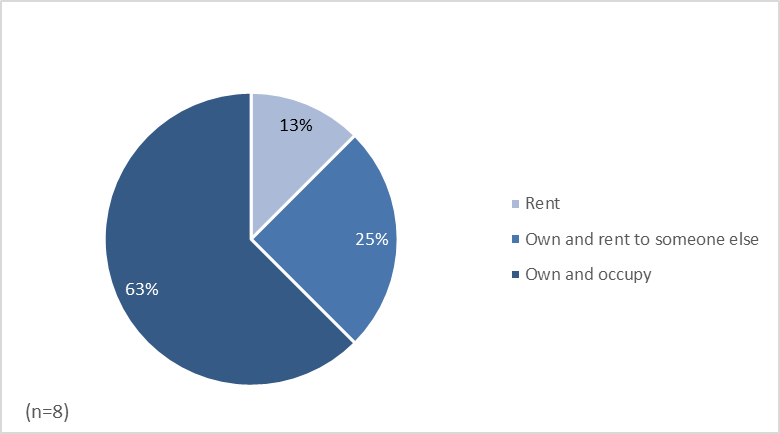 13%
25%
63%
Rent
Own and rent to someone else
Own and occupy
(n=8)